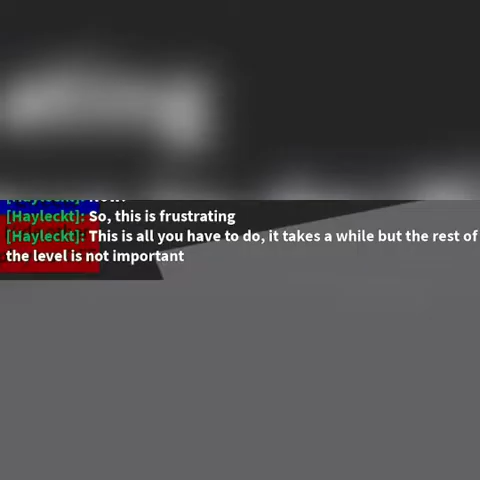 [Hayleckt]: So, this is frustrating
[Hayleckt]: This is all you have to do, it takes a while but the rest of
the level is not important